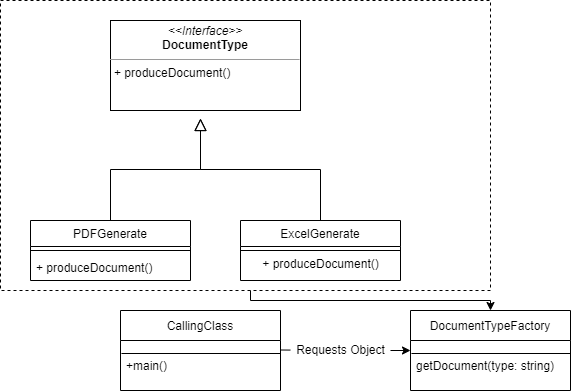 <<Interface>>
DocumentType
+ produceDocument()
PDFGenerate
+ produceDocument()
ExcelGenerate
+ produceDocument()
CallingClass
+main()
Requests Object
DocumentTypeFactory
getDocument(type: string)